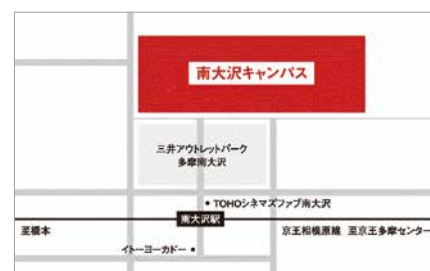 南大沢キャンパス
三井アウトレットパーク
多摩南大沢
• TOHOシネマズファブ南大沢
南大沢駅
至橋本
京王相模原線 至京王多摩センター
イトーヨーカドー •